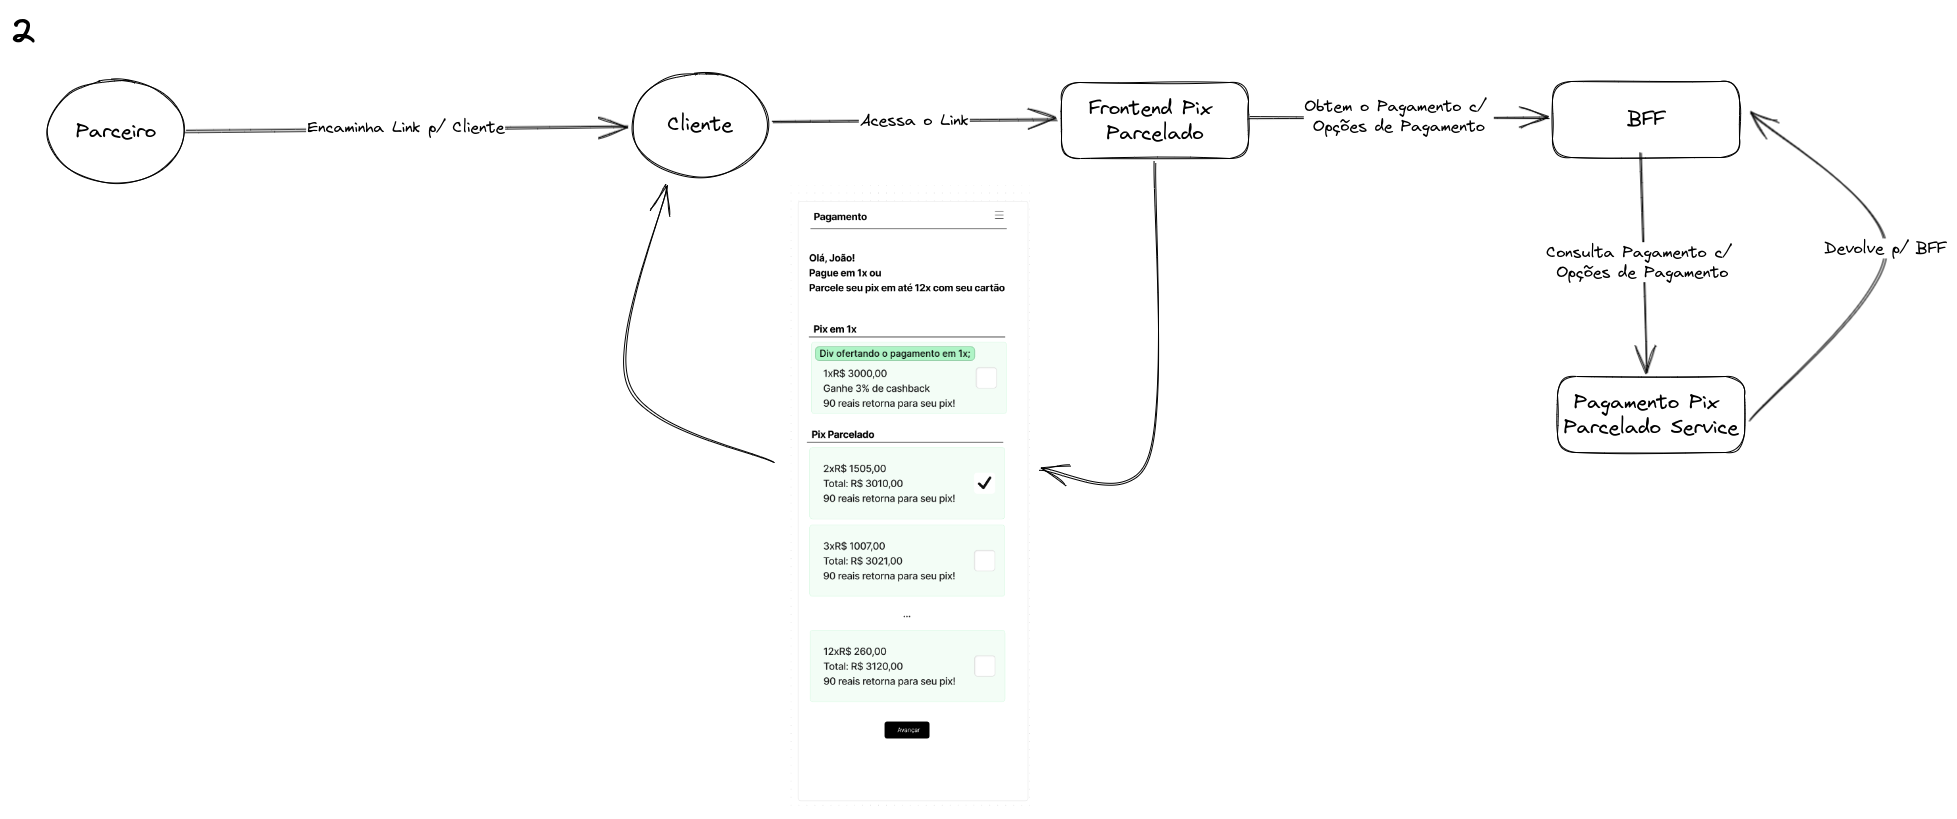 2
Parceiro
Encaminha Link p/ Cliente
Cliente
Acessa o Link
Frontend Pix
Parcelado
Obtem o Pagamento c/
Opções de Pagamento
BFF
Consulta Pagamento c/
Opções de Pagamento
Devolve p/ BFF
Pagamento Pix
Parcelado Service
Pagamento
Olá, João!
Pague em 1x ou
Parcele seu pix em até 12x com seu cartão
Pix em 1x
Div ofertando o pagamento em 1x;
1xR$ 3000,00
Ganhe 3% de cashback
90 reais retorna para seu pix!
Pix Parcelado
2xR$ 1505,00
Total: R$ 3010,00
90 reais retorna para seu pix!
3xR$ 1007,00
Total: R$ 3021,00
90 reais retorna para seu pix!
...
12xR$ 260,00
Total: R$ 3120,00
90 reais retorna para seu pix!
Avançar